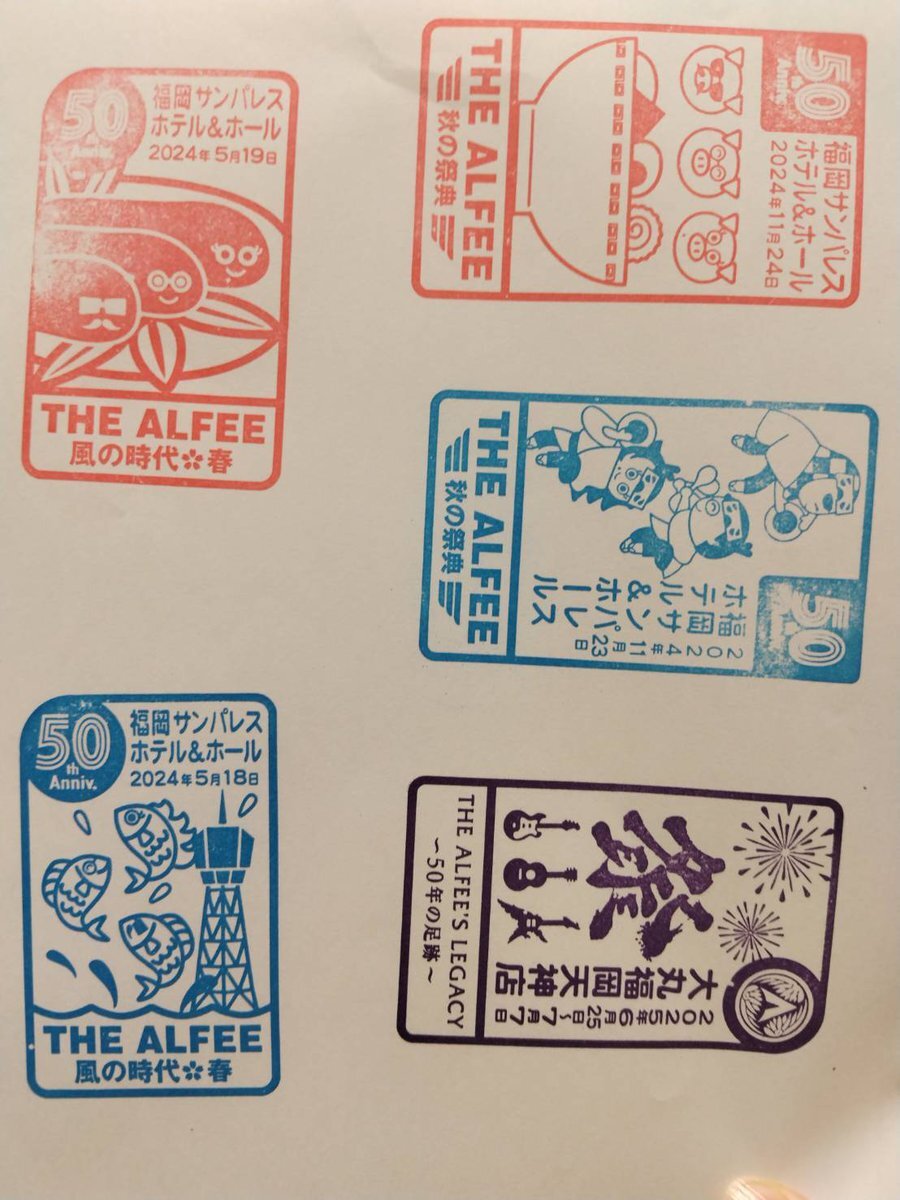 50
福岡サンパレス
ホテル&ホール
2024年5月19日
THE ALFEE
風の時代✿春
50
Anniv.
福岡サンパレス
ホテル&ホール
2024年11月24日
THE ALFEE
秋の祭典
50
福岡サンパレス
ホテル&ホール
2024年11月23日
THE ALFEE
秋の祭典
50
th
Anniv.
福岡サンパレス
ホテル&ホール
2024年5月18日
THE ALFEE
風の時代✿春
祭
大丸福岡天神店
2025年6月25日~7月7日
THE ALFEE'S LEGACY
~50年の足跡~